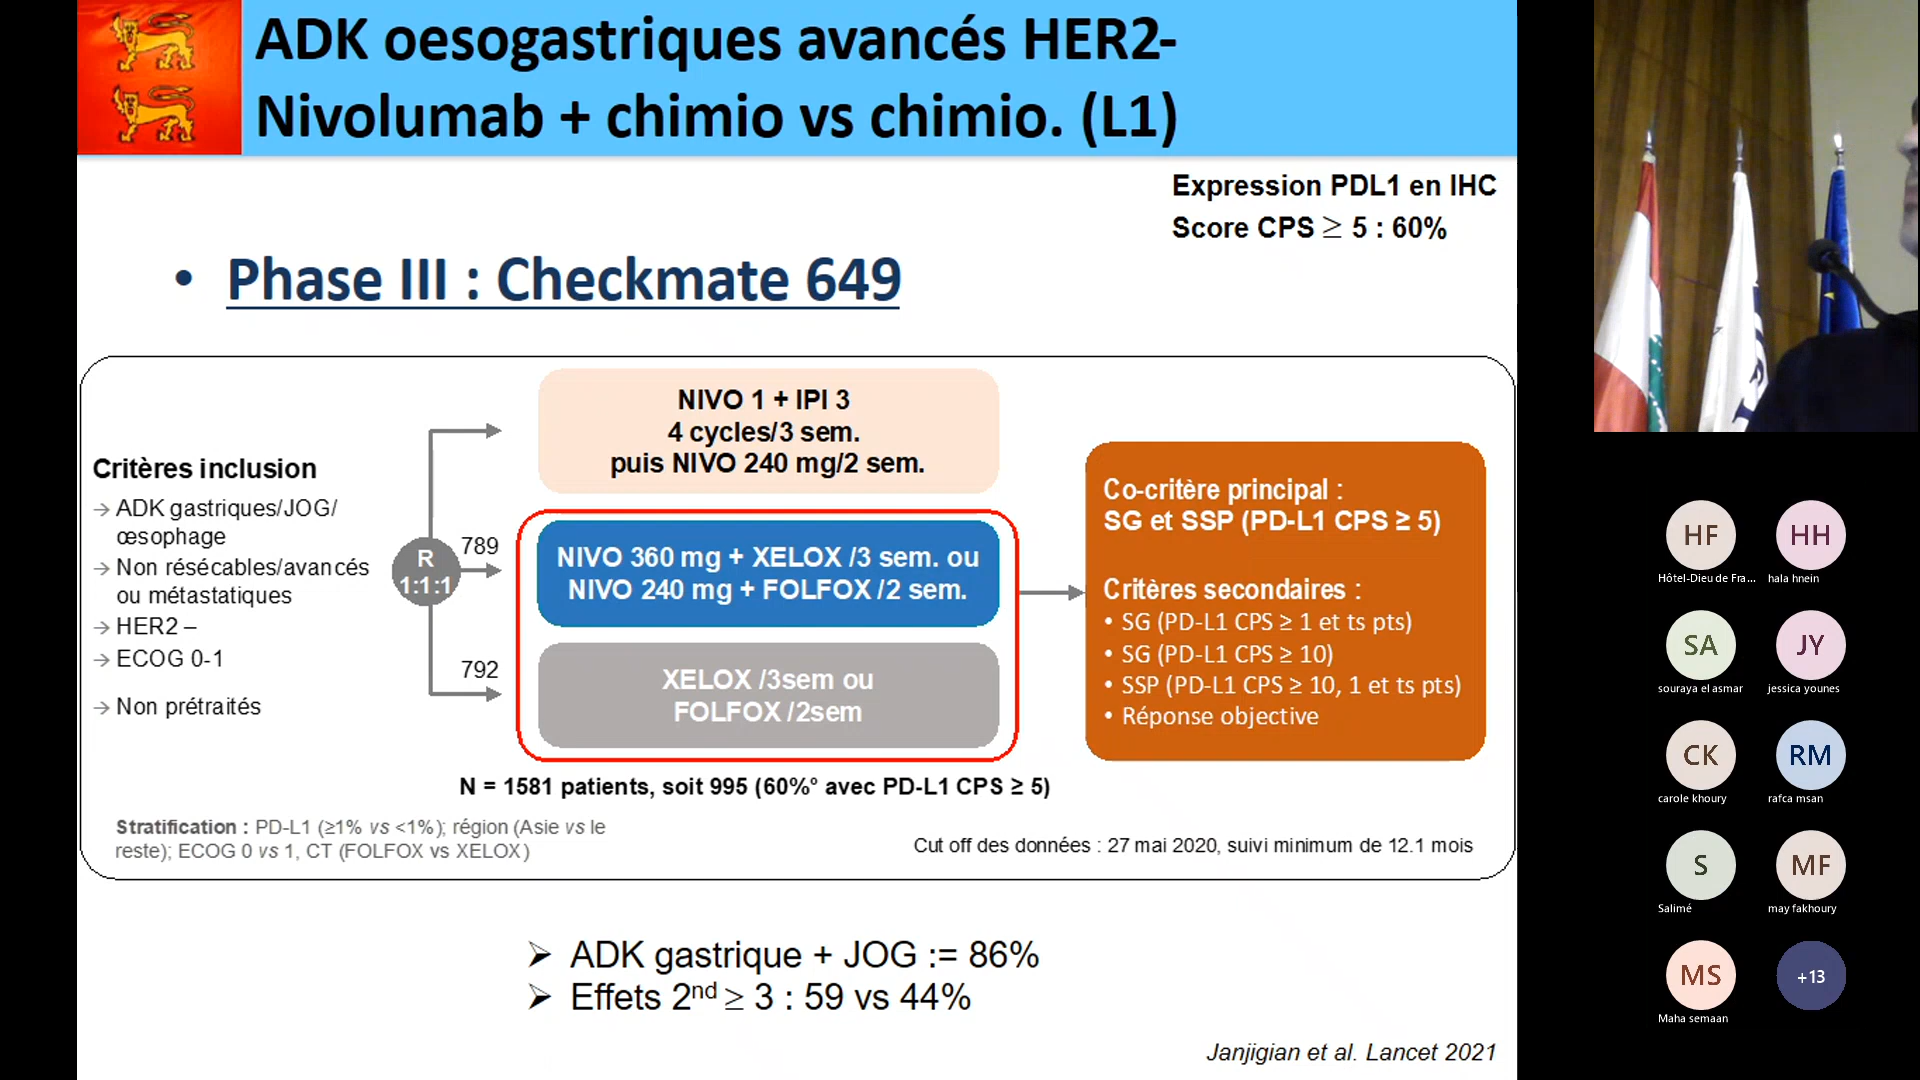 ADK oesogastriques avancés HER2-
Nivolumab + chimio vs chimio. (L1)
Expression PDL1 en IHC
Score CPS ≥ 5 : 60%
• Phase III : Checkmate 649
Critères inclusion
→ ADK gastriques/JOG/
œsophage
→ Non résécables/avancés
ou métastatiques
→ HER2 –
→ ECOG 0-1
→ Non prétraités
R
1:1:1
789
792
NIVO 1 + IPI 3
4 cycles/3 sem.
puis NIVO 240 mg/2 sem.
NIVO 360 mg + XELOX /3 sem. ou
NIVO 240 mg + FOLFOX /2 sem.
XELOX /3sem ou
FOLFOX /2sem
Co-critère principal :
SG et SSP (PD-L1 CPS ≥ 5)
Critères secondaires :
• SG (PD-L1 CPS ≥ 1 et ts pts)
• SG (PD-L1 CPS ≥ 10)
• SSP (PD-L1 CPS ≥ 10, 1 et ts pts)
• Réponse objective
N = 1581 patients, soit 995 (60%° avec PD-L1 CPS ≥ 5)
Stratification : PD-L1 (≥1% vs <1%); région (Asie vs le
reste); ECOG 0 vs 1, CT (FOLFOX vs XELOX)
Cut off des données : 27 mai 2020, suivi minimum de 12.1 mois
➢ ADK gastrique + JOG := 86%
➢ Effets 2nd ≥ 3 : 59 vs 44%
Janjigian et al. Lancet 2021
HF
Hôtel-Dieu de Fra...
HH
hala hnein
SA
souraya el asmar
JY
jessica younes
CK
carole khoury
RM
rafca msan
S
Salimé
MF
may fakhoury
MS
Maha semaan
+13